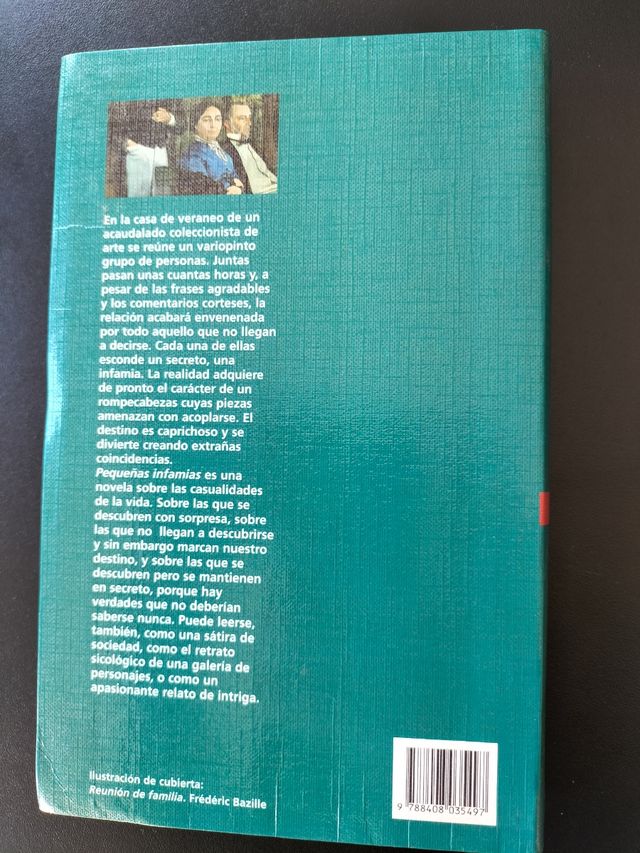 En la casa de veraneo de un
acaudalado coleccionista de
arte se reúne un variopinto
grupo de personas. Juntas
pasan unas cuantas horas y, a
pesar de las frases agradables
y los comentarios corteses, la
relación acabará envenenada
por todo aquello que no llegan
a decirse. Cada una de ellas
esconde un secreto, una
infamia. La realidad adquiere
de pronto el carácter de un
rompecabezas cuyas piezas
amenazan con acoplarse. El
destino es caprichoso y se
divierte creando extrañas
coincidencias.
Pequeñas infamias es una
novela sobre las casualidades
de la vida. Sobre las que se
descubren con sorpresa, sobre
las que no llegan a descubrirse
y sin embargo marcan nuestro
destino, y sobre las que se
descubren pero se mantienen
en secreto, porque hay
verdades que no deberían
saberse nunca. Puede leerse,
también, como una sátira de
sociedad, como el retrato
sicológico de una galería de
personajes, o como un
apasionante relato de intriga.
Ilustración de cubierta:
Reunión de familia. Frédéric Bazille
9 788408 035497